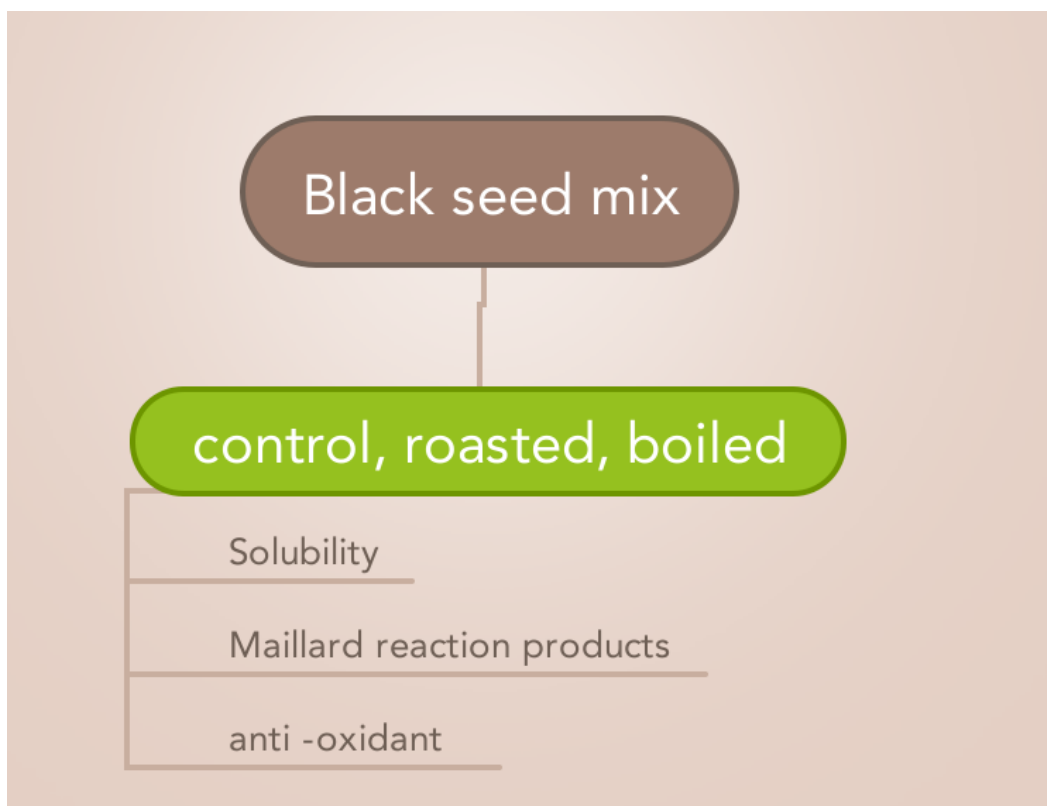 Black seed mix
control, roasted, boiled
Solubility
Maillard reaction products
anti -oxidant